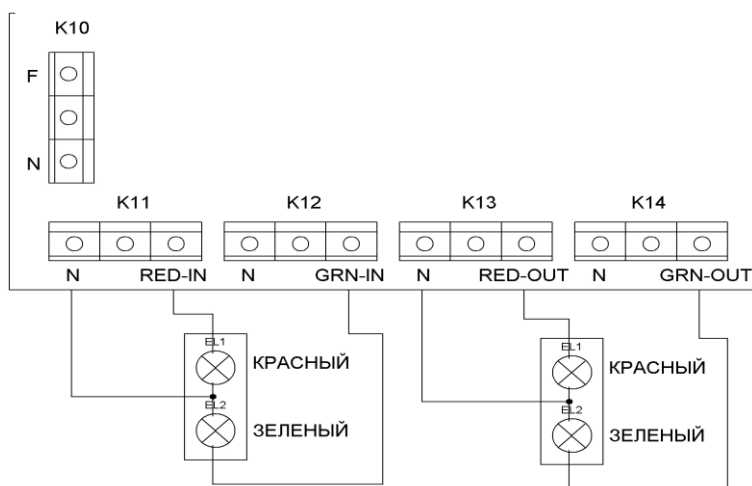 K10
F
N
K11 K12 K13 K14
N RED-IN N GRN-IN N RED-OUT N GRN-OUT
EL1 EL1
КРАСНЫЙ КРАСНЫЙ
EL2 EL2
ЗЕЛЕНЫЙ ЗЕЛЕНЫЙ